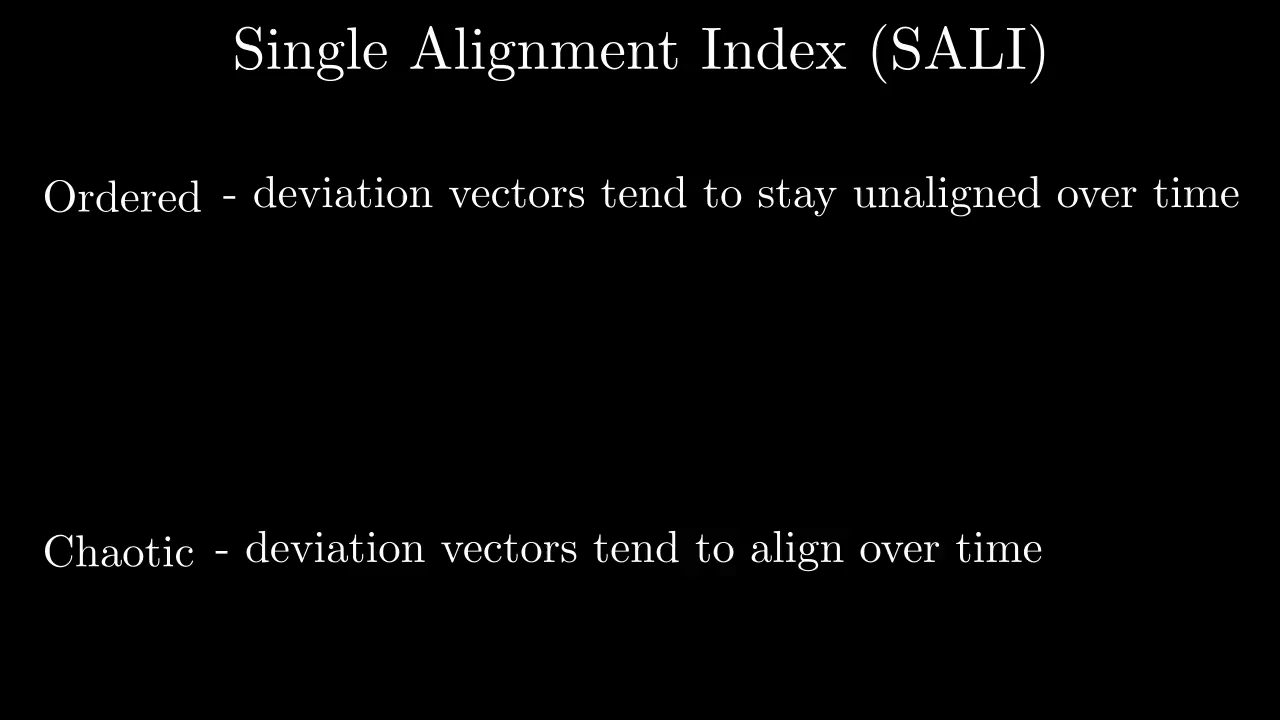 Single Alignment Index (SALI)
Ordered - deviation vectors tend to stay unaligned over time
Chaotic - deviation vectors tend to align over time